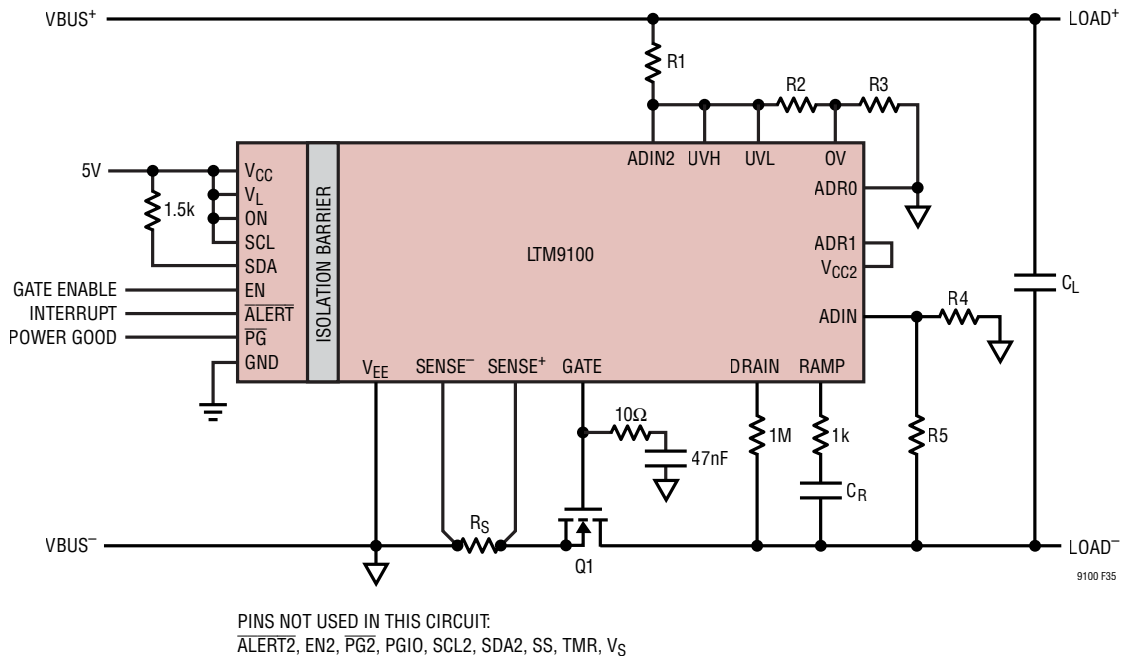 VBUS+ LOAD+
R1
R2 R3
ADIN2 UVH UVL OV
5V VCC
VL
1.5k ON
SCL
SDA
GATE ENABLE EN
INTERRUPT ALERT
POWER GOOD PG
GND
ISOLATION BARRIER
LTM9100
ADR0
ADR1
VCC2
ADIN R4
CL
VEE SENSE− SENSE+ GATE DRAIN RAMP
10Ω
47nF
1M 1k R5
CR
RS
VBUS− LOAD−
Q1
9100 F35
PINS NOT USED IN THIS CIRCUIT:
ALERT2, EN2, PG2, PGIO, SCL2, SDA2, SS, TMR, VS